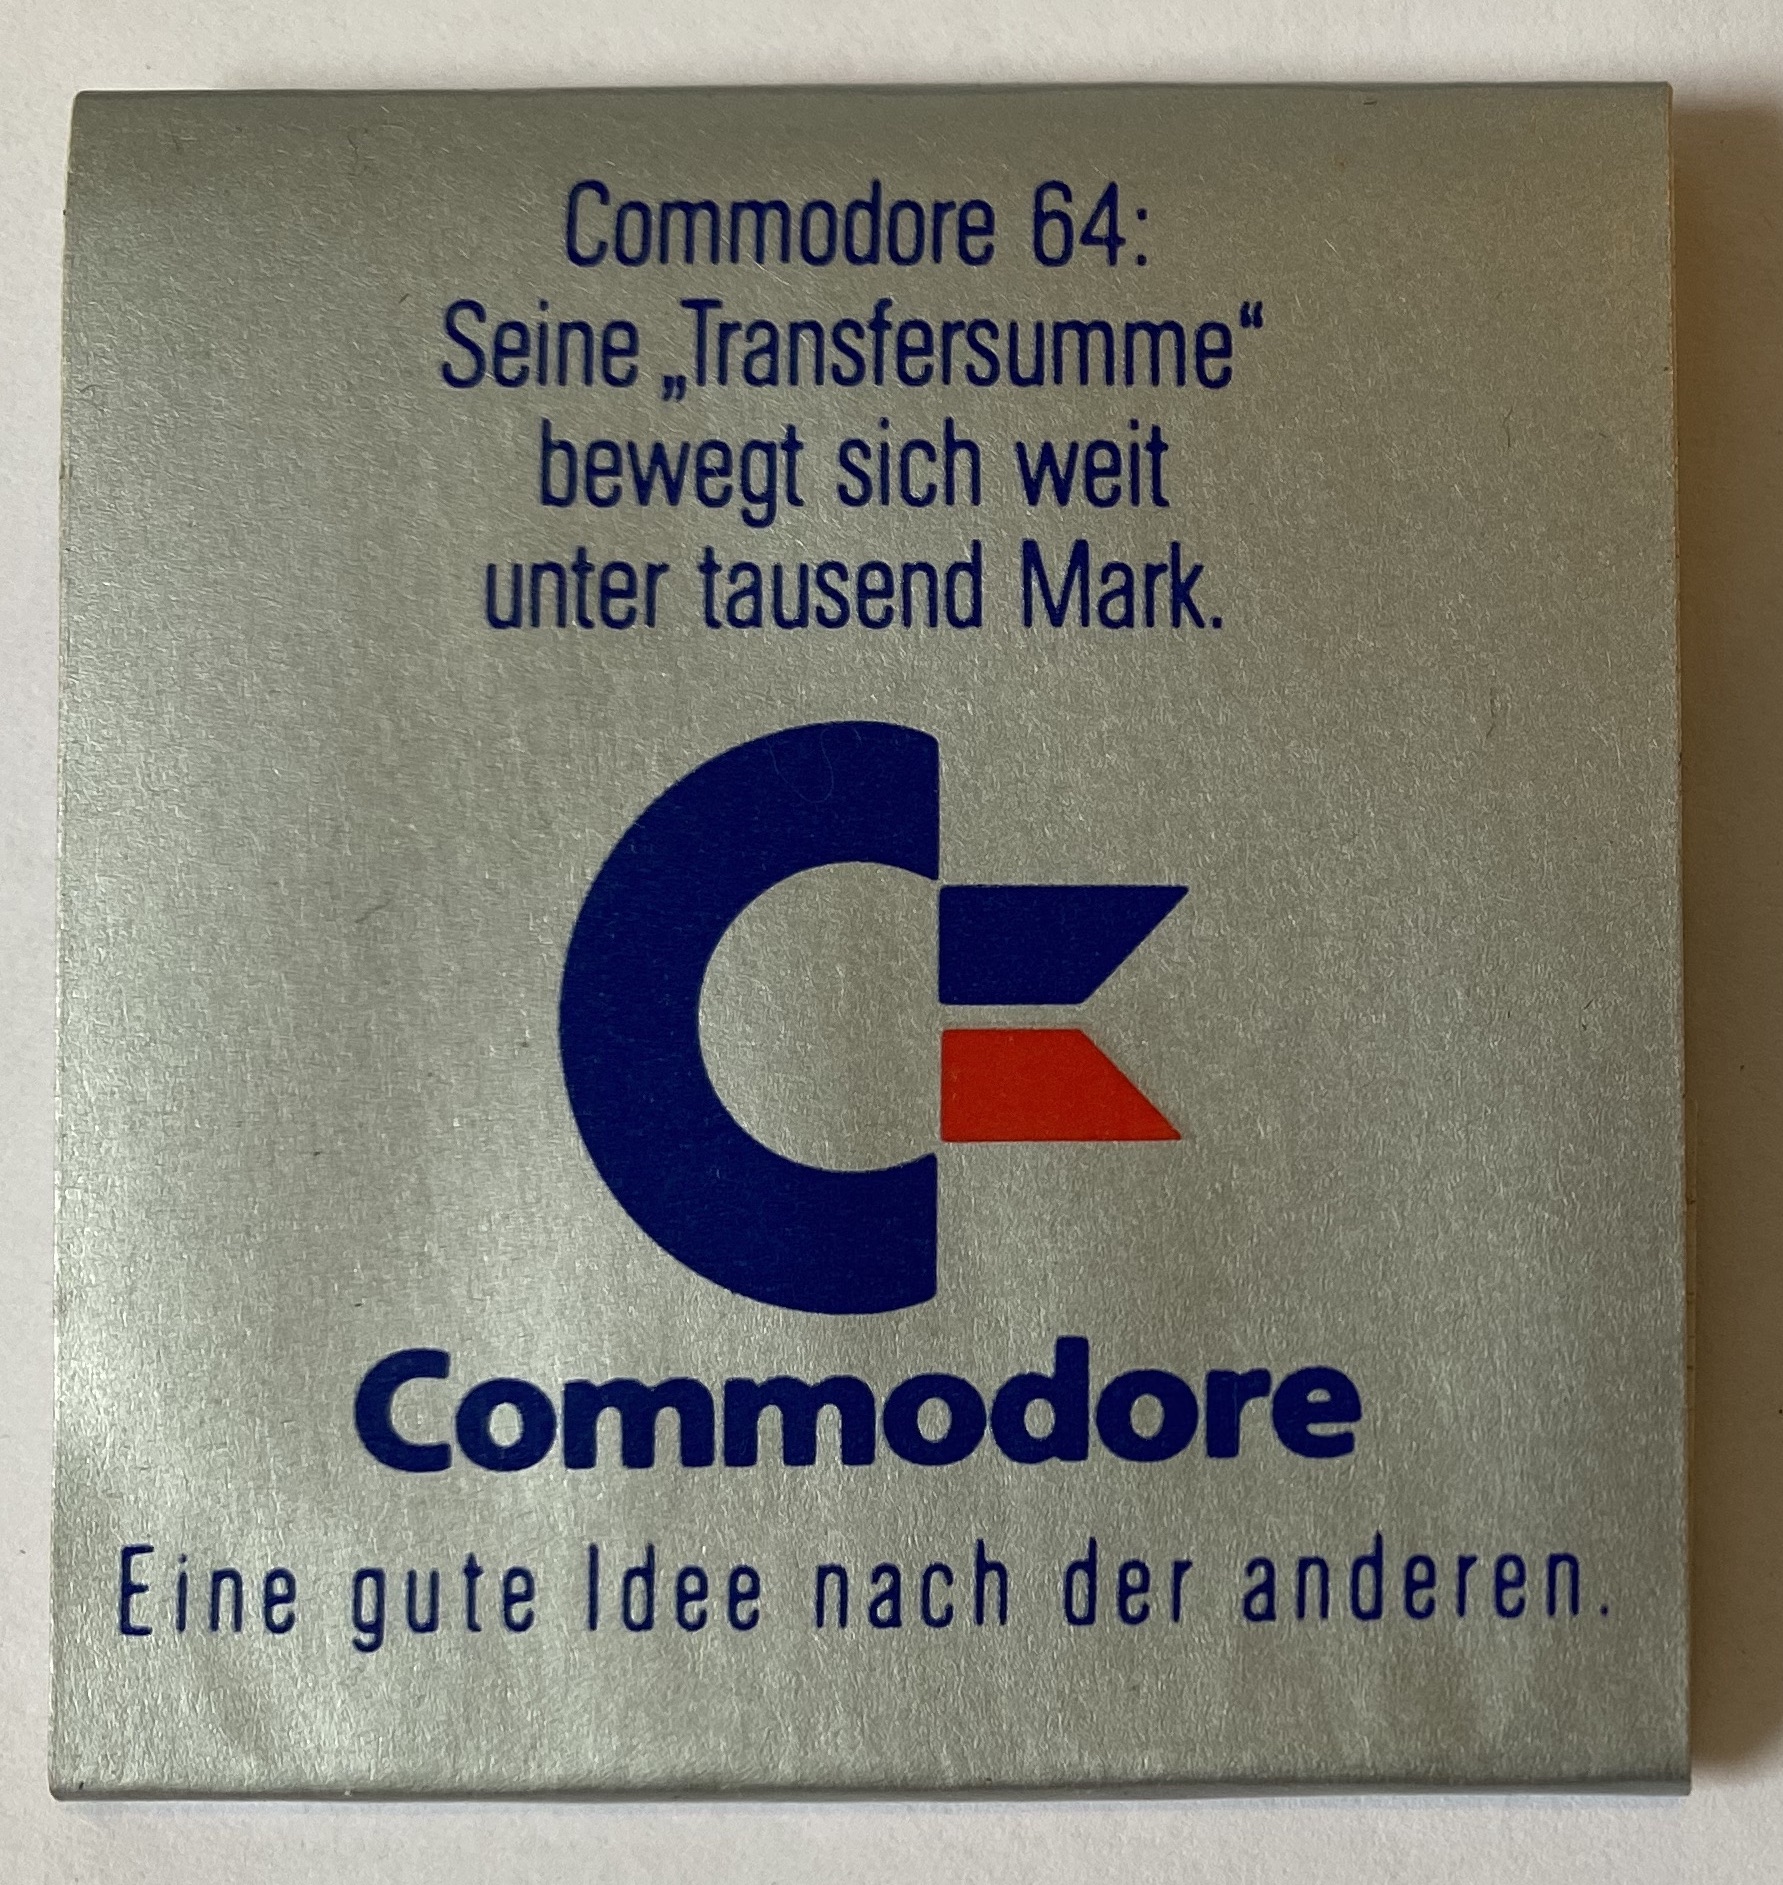 Commodore 64:
Seine „Transfersumme“
bewegt sich weit
unter tausend Mark.
Commodore
Eine gute Idee nach der anderen.